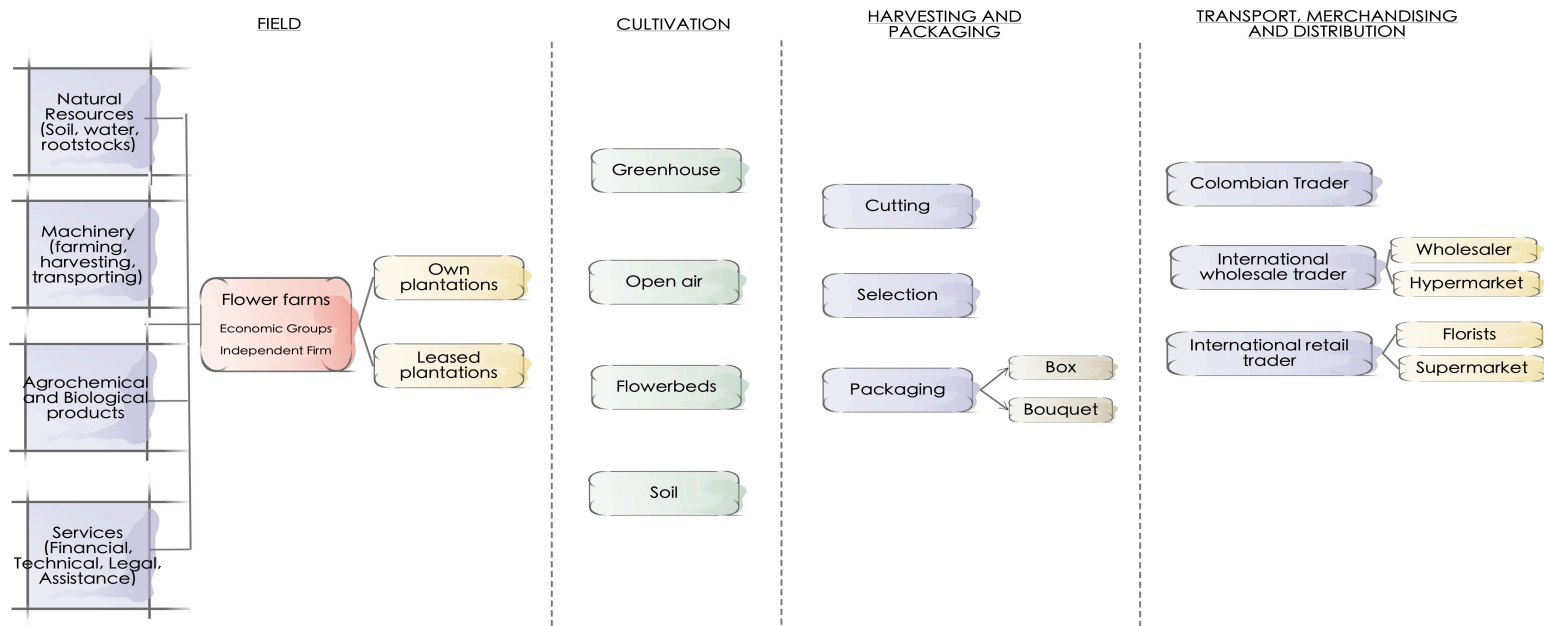 FIELD
CULTIVATION
HARVESTING AND
PACKAGING
TRANSPORT, MERCHANDISING
AND DISTRIBUTION
Natural
Resources
(Soil, water,
rootstocks)
Machinery
(farming,
harvesting,
transporting)
Agrochemical
and Biological
products
Services
(Financial,
Technical, Legal,
Assistance)
Flower farms
Economic Groups
Independent Firm
Own
plantations
Leased
plantations
Greenhouse
Open air
Flowerbeds
Soil
Cutting
Selection
Packaging
Box
Bouquet
Colombian Trader
International
wholesale trader
Wholesaler
Hypermarket
International retail
trader
Florists
Supermarket